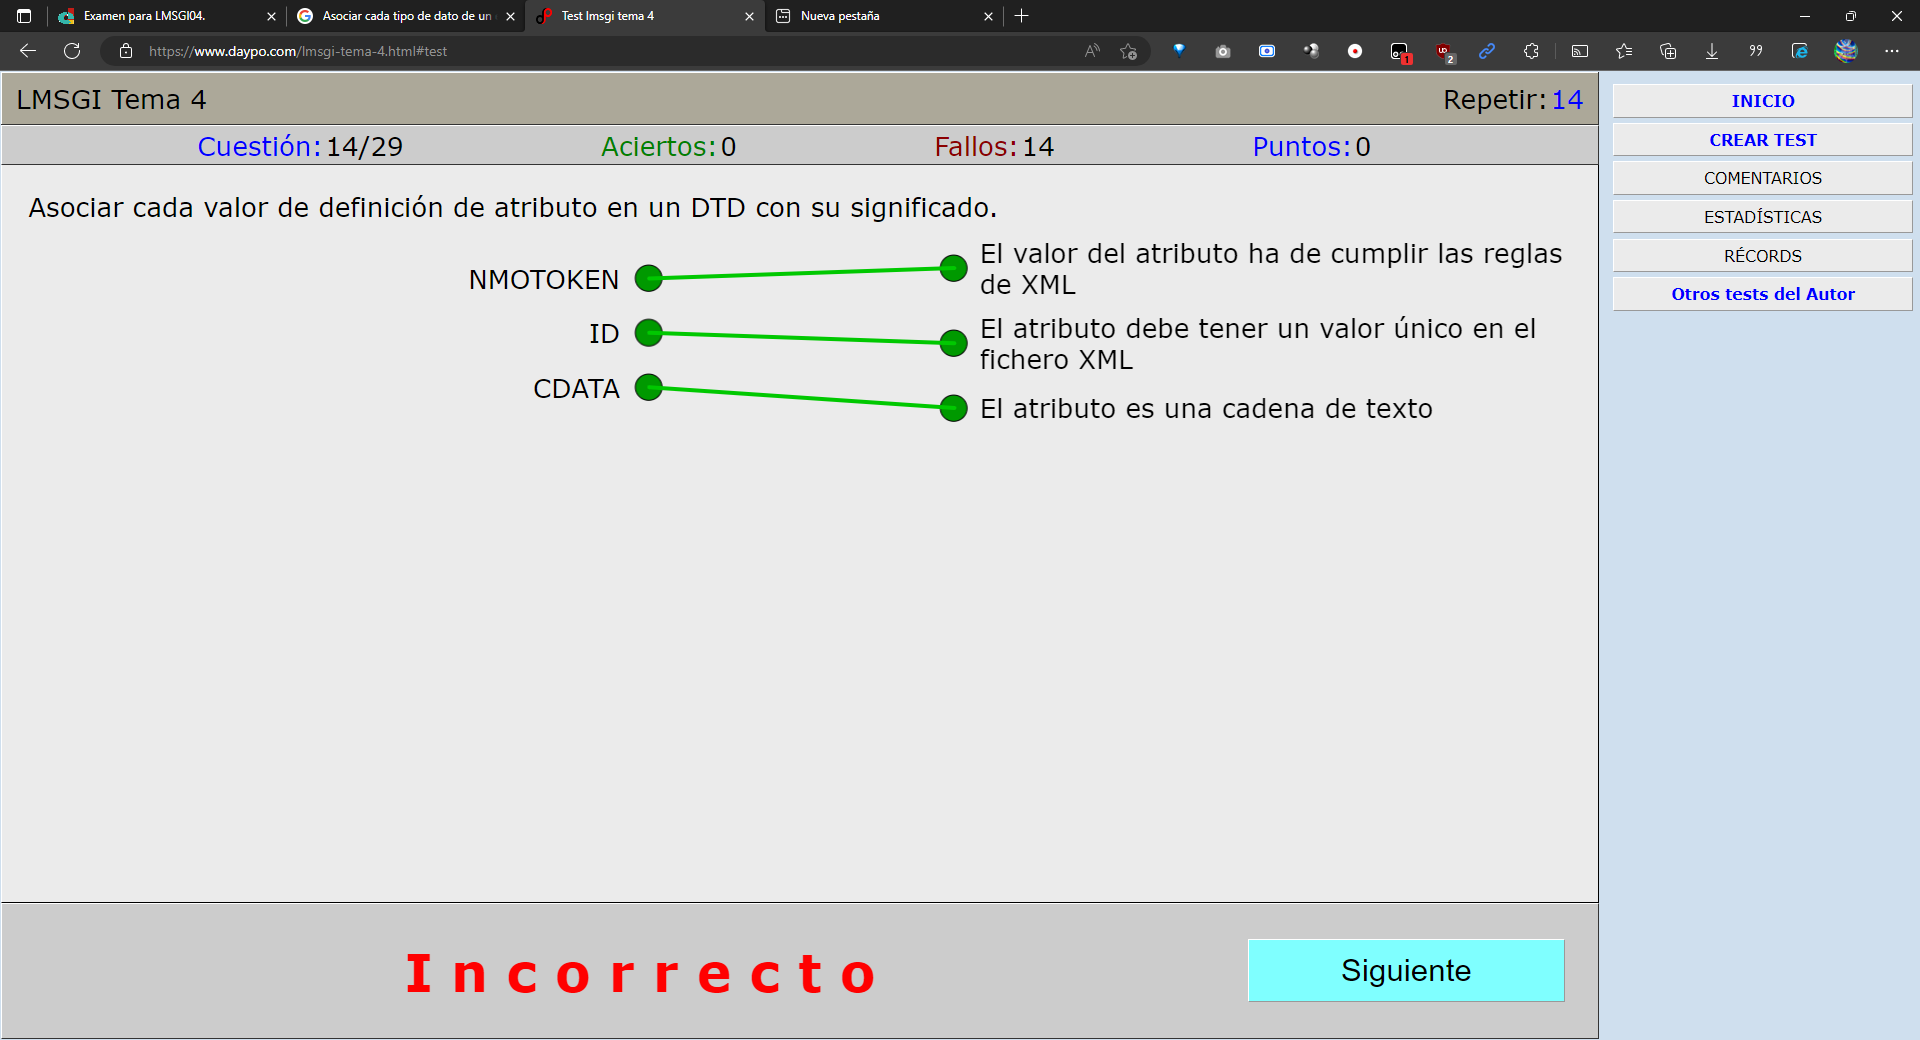 Examen para LMSGI04.
Asociar cada tipo de dato de un
Test lmsgi tema 4
Nueva pestaña
https://www.daypo.com/lmsgi-tema-4.html#test
1
2
LMSGI Tema 4
Repetir: 14
Cuestión: 14/29
Aciertos: 0
Fallos: 14
Puntos: 0
Asociar cada valor de definición de atributo en un DTD con su significado.
NMOTOKEN
ID
CDATA
El valor del atributo ha de cumplir las reglas
de XML
El atributo debe tener un valor único en el
fichero XML
El atributo es una cadena de texto
Incorrecto
Siguiente
INICIO
CREAR TEST
COMENTARIOS
ESTADÍSTICAS
RÉCORDS
Otros tests del Autor